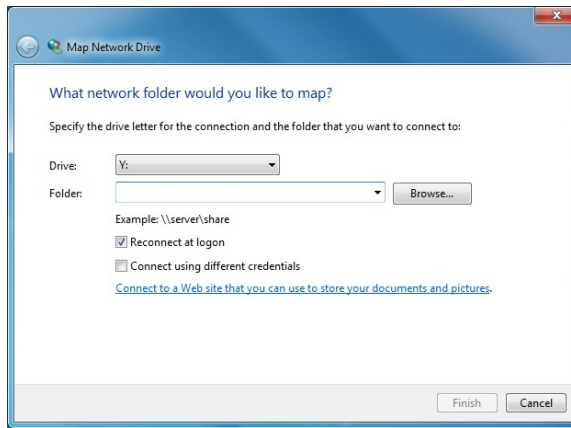 Map Network Drive
What network folder would you like to map?
Specify the drive letter for the connection and the folder that you want to connect to:
Drive: Y:
Folder: Browse...
Example: \\server\share
Reconnect at logon
Connect using different credentials
Connect to a Web site that you can use to store your documents and pictures.
Finish Cancel